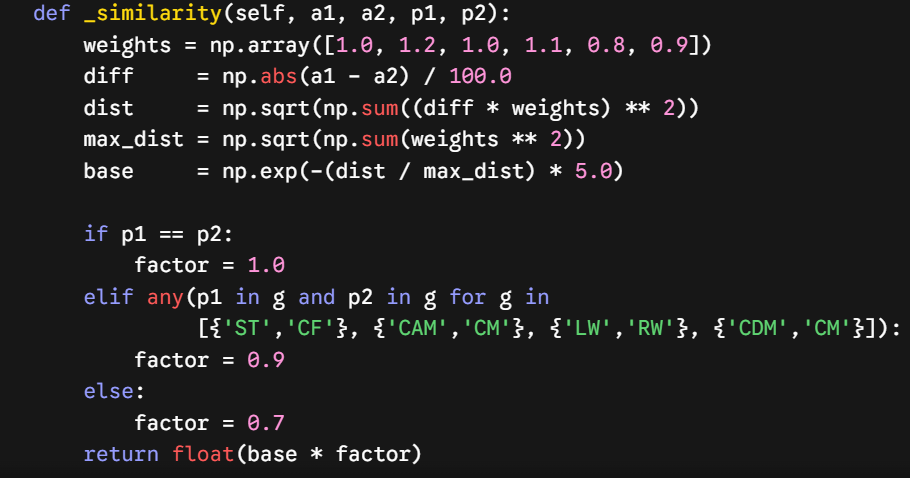 def _similarity(self, a1, a2, p1, p2):
    weights = np.array([1.0, 1.2, 1.0, 1.1, 0.8, 0.9])
    diff     = np.abs(a1 - a2) / 100.0
    dist     = np.sqrt(np.sum((diff * weights) ** 2))
    max_dist = np.sqrt(np.sum(weights ** 2))
    base     = np.exp(-(dist / max_dist) * 5.0)

    if p1 == p2:
        factor = 1.0
    elif any(p1 in g and p2 in g for g in
             [{'ST','CF'}, {'CAM','CM'}, {'LW','RW'}, {'CDM','CM'}]):
        factor = 0.9
    else:
        factor = 0.7
    return float(base * factor)